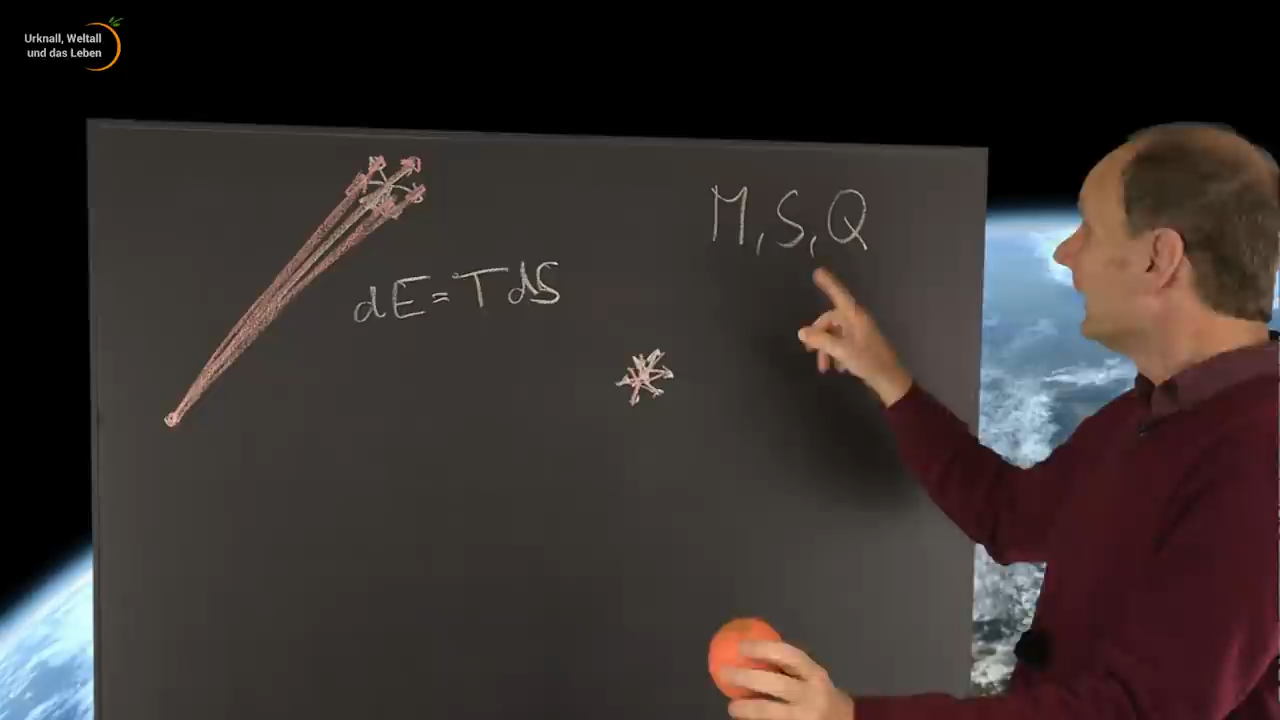 Urknall, Weltall
und das Leben
M, S, Q
dE = T dS